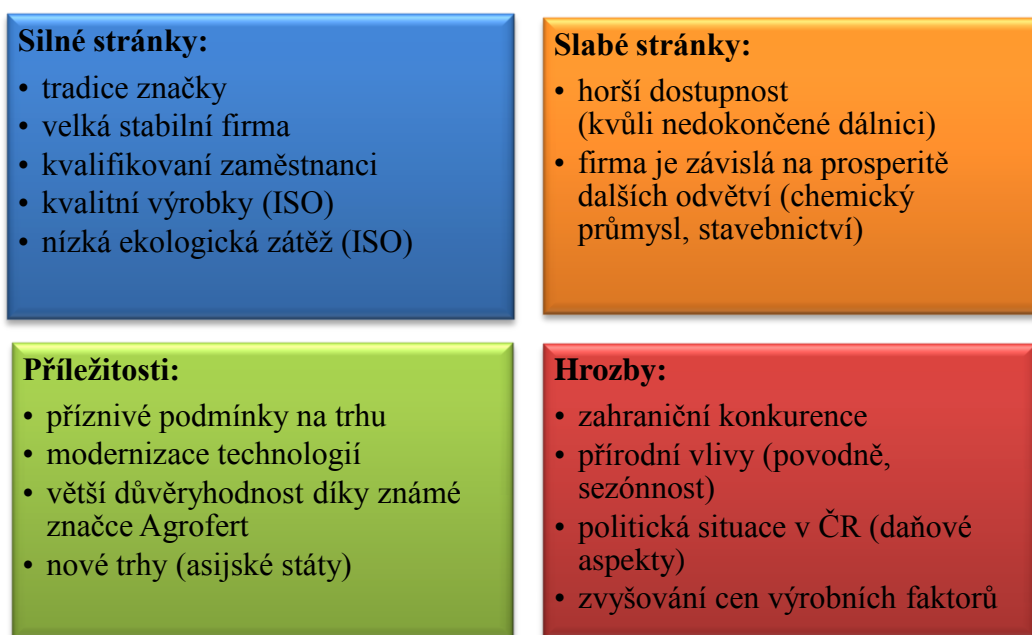 Silné stránky:
• tradice značky
• velká stabilní firma
• kvalifikovaní zaměstnanci
• kvalitní výrobky (ISO)
• nízká ekologická zátěž (ISO)
Slabé stránky:
• horší dostupnost
(kvůli nedokončené dálnici)
• firma je závislá na prosperitě
dalších odvětví (chemický
průmysl, stavebnictví)
Příležitosti:
• příznivé podmínky na trhu
• modernizace technologií
• větší důvěryhodnost díky známé
značce Agrofert
• nové trhy (asijské státy)
Hrozby:
• zahraniční konkurence
• přírodní vlivy (povodně,
sezónnost)
• politická situace v ČR (daňové
aspekty)
• zvyšování cen výrobních faktorů